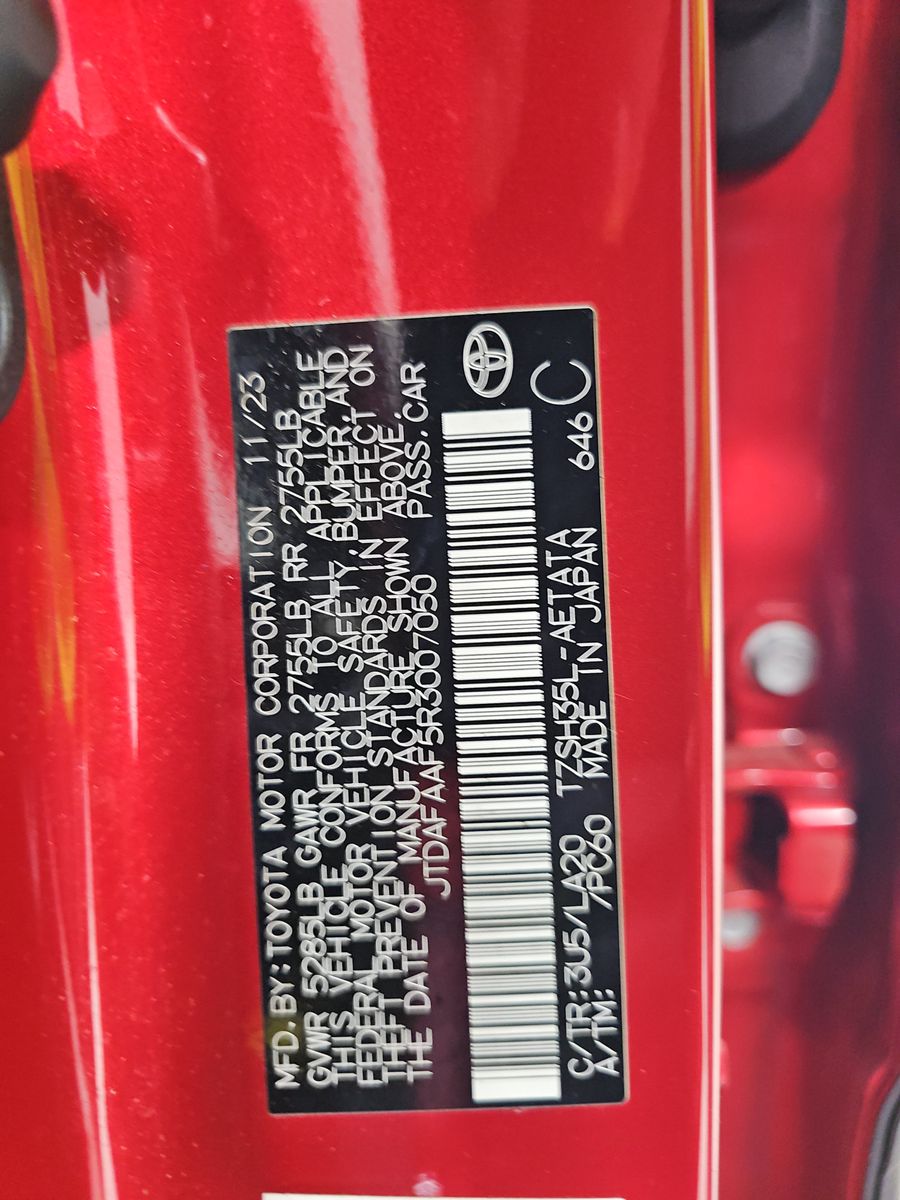 MFD.BY:TOYOTA MOTOR CORPORATION 11/23
GVWR 5285LB GAWR FR 2755LB RR 2755LB
THIS VEHICLE CONFORMS TO ALL APPLICABLE
FEDERAL MOTOR VEHICLE SAFETY, BUMPER, AND
THEFT PREVENTION STANDARDS IN EFFECT ON
THE DATE OF MANUFACTURE SHOWN ABOVE.
JTDAFAAF5R3007050 PASS.CAR
C/TR:3U5/LA20 TZSH35L-AETATA 646 C
A/TM: /PC60 MADE IN JAPAN